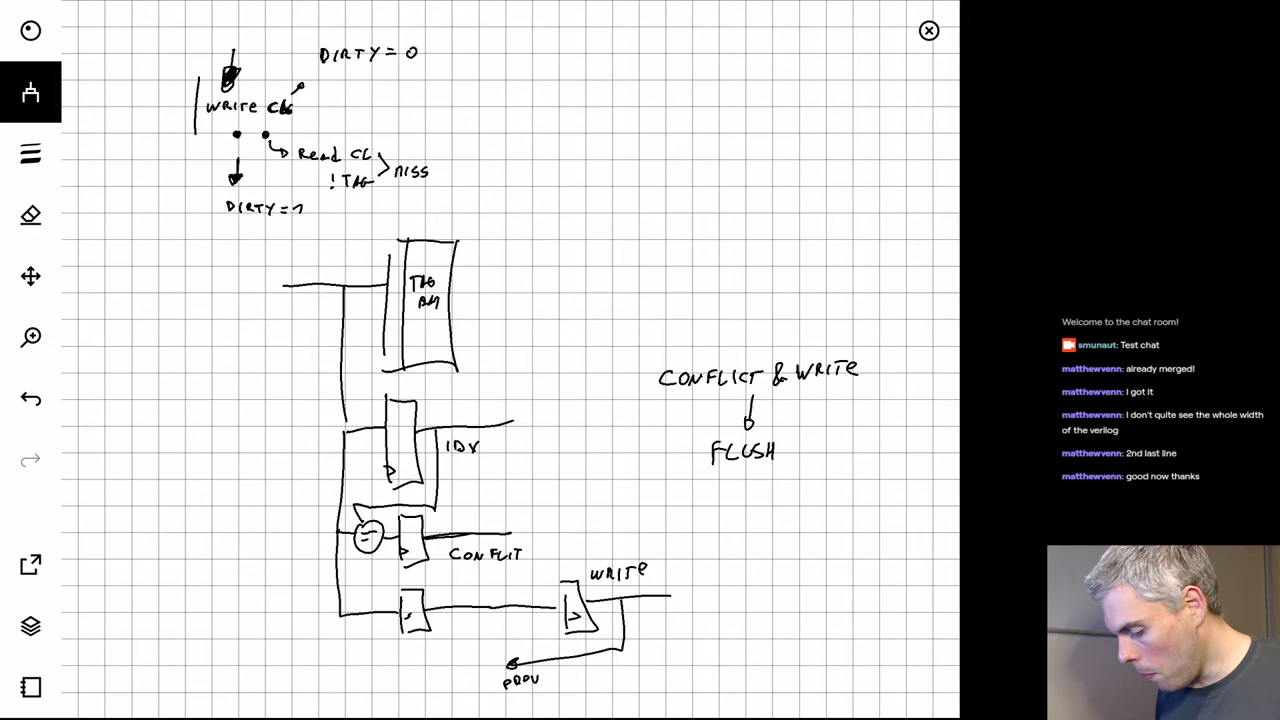 DIRTY = 0
WRITE
Read CL
! TAG
MISS
DIRTY = 1
TAG
IDX
CONFLIT
WRITE
PROV
CONFLICT & WRITE
FLUSH
Welcome to the chat room!
smunaut: Test chat
matthewvenn: already merged!
matthewvenn: I got it
matthewvenn: I don't quite see the whole width
of the verilog
matthewvenn: 2nd last line
matthewvenn: good now thanks